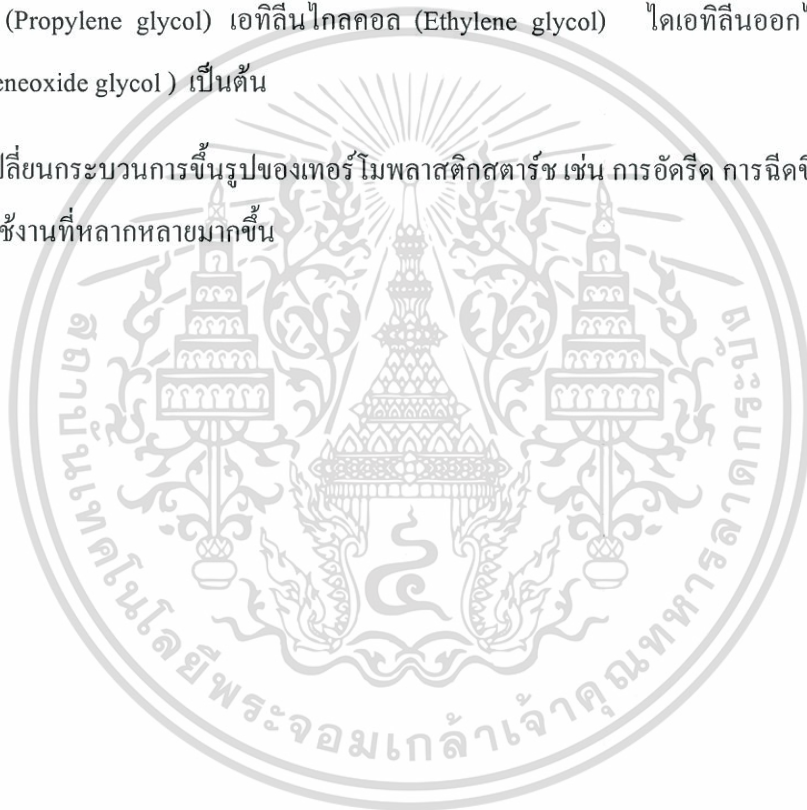 (Propylene glycol) เอทิลีนไกลคอล (Ethylene glycol) ไดเอทิลีนออก
eneoxide glycol ) เป็นต้น
ปลี่ยนกระบวนการขึ้นรูปของเทอร์โมพลาสติกสตาร์ช เช่น การอัดรีด การฉีด
ช้งานที่หลากหลายมากขึ้น
สถาบันเทคโนโลยีพระจอมเกล้าเจ้าคุณทหารลาดกระบัง